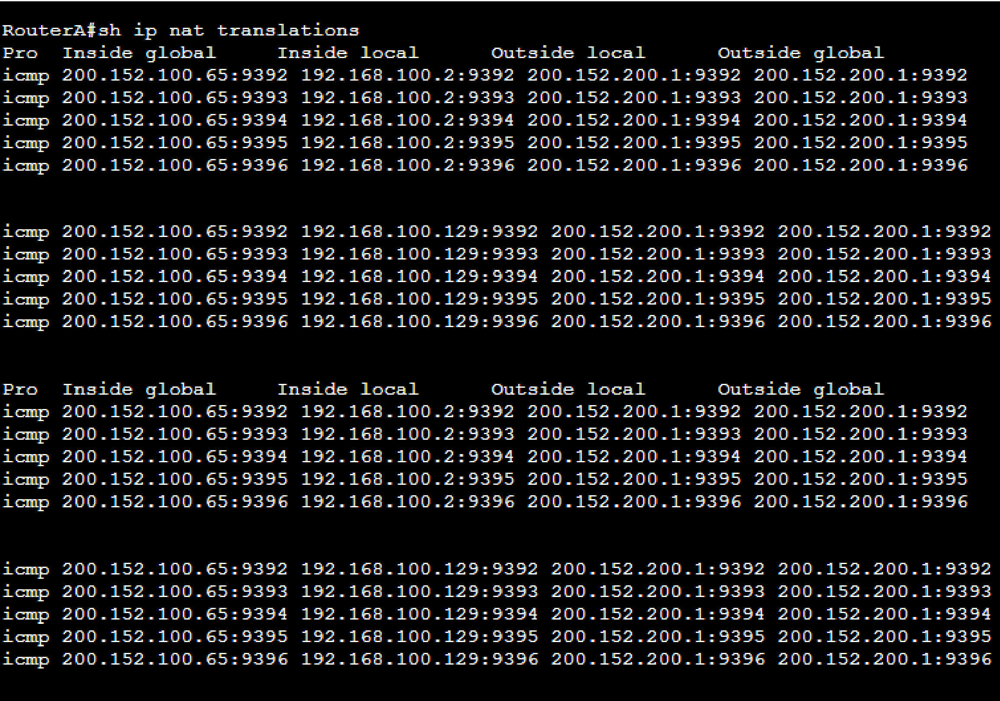 RouterA#sh ip nat translations
Pro  Inside global     Inside local      Outside local      Outside global
icmp 200.152.100.65:9392 192.168.100.2:9392 200.152.200.1:9392 200.152.200.1:9392
icmp 200.152.100.65:9393 192.168.100.2:9393 200.152.200.1:9393 200.152.200.1:9393
icmp 200.152.100.65:9394 192.168.100.2:9394 200.152.200.1:9394 200.152.200.1:9394
icmp 200.152.100.65:9395 192.168.100.2:9395 200.152.200.1:9395 200.152.200.1:9395
icmp 200.152.100.65:9396 192.168.100.2:9396 200.152.200.1:9396 200.152.200.1:9396
icmp 200.152.100.65:9392 192.168.100.129:9392 200.152.200.1:9392 200.152.200.1:9392
icmp 200.152.100.65:9393 192.168.100.129:9393 200.152.200.1:9393 200.152.200.1:9393
icmp 200.152.100.65:9394 192.168.100.129:9394 200.152.200.1:9394 200.152.200.1:9394
icmp 200.152.100.65:9395 192.168.100.129:9395 200.152.200.1:9395 200.152.200.1:9395
icmp 200.152.100.65:9396 192.168.100.129:9396 200.152.200.1:9396 200.152.200.1:9396
Pro  Inside global     Inside local      Outside local      Outside global
icmp 200.152.100.65:9392 192.168.100.2:9392 200.152.200.1:9392 200.152.200.1:9392
icmp 200.152.100.65:9393 192.168.100.2:9393 200.152.200.1:9393 200.152.200.1:9393
icmp 200.152.100.65:9394 192.168.100.2:9394 200.152.200.1:9394 200.152.200.1:9394
icmp 200.152.100.65:9395 192.168.100.2:9395 200.152.200.1:9395 200.152.200.1:9395
icmp 200.152.100.65:9396 192.168.100.2:9396 200.152.200.1:9396 200.152.200.1:9396
icmp 200.152.100.65:9392 192.168.100.129:9392 200.152.200.1:9392 200.152.200.1:9392
icmp 200.152.100.65:9393 192.168.100.129:9393 200.152.200.1:9393 200.152.200.1:9393
icmp 200.152.100.65:9394 192.168.100.129:9394 200.152.200.1:9394 200.152.200.1:9394
icmp 200.152.100.65:9395 192.168.100.129:9395 200.152.200.1:9395 200.152.200.1:9395
icmp 200.152.100.65:9396 192.168.100.129:9396 200.152.200.1:9396 200.152.200.1:9396